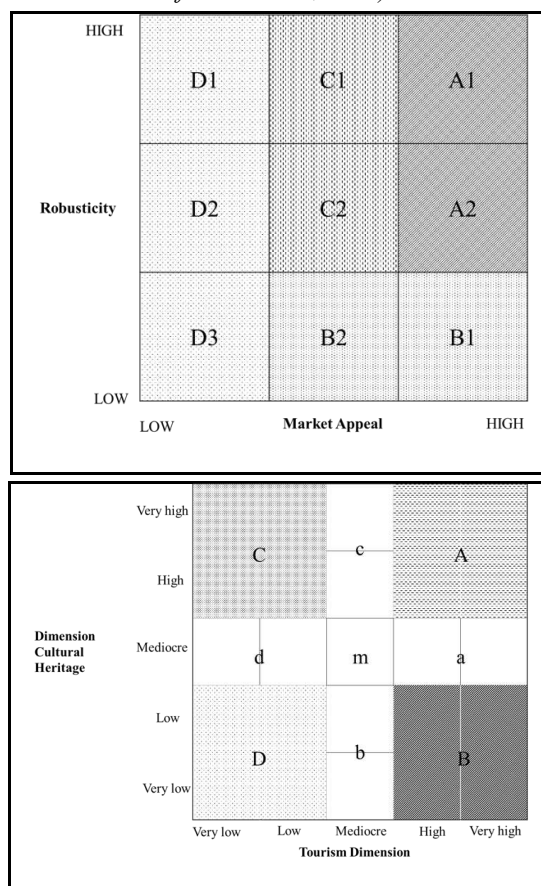 HIGH
D1 C1 A1
Robusticity
D2 C2 A2
D3 B2 B1
LOW
LOW Market Appeal HIGH
Very high
C c A
High
Dimension
Cultural
Heritage
Mediocre
d m a
Low
D b B
Very low
Very low Low Mediocre High Very high
Tourism Dimension